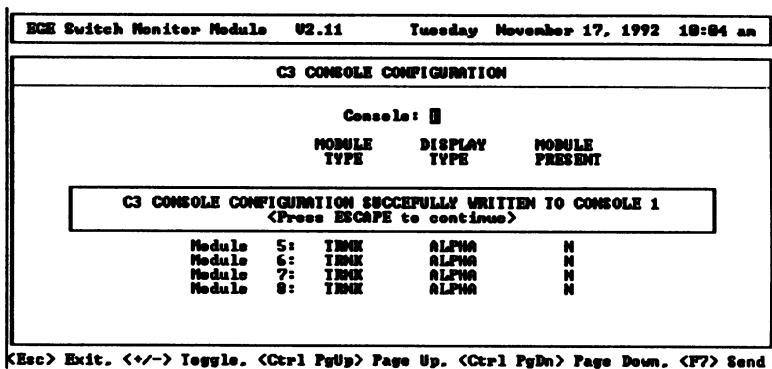 ECE Switch Monitor Module V2.11 Tuesday November 17, 1992 10:04 am
C3 CONSOLE CONFIGURATION
Console:
MODULE DISPLAY MODULE
TYPE TYPE PRESENT
C3 CONSOLE CONFIGURATION SUCCEFULLY WRITTEN TO CONSOLE 1
<Press ESCAPE to continue>
Module 5: TRNK ALPHA N
Module 6: TRNK ALPHA N
Module 7: TRNK ALPHA N
Module 8: TRNK ALPHA N
<Esc> Exit. <+/-> Toggle. <Ctrl PgUp> Page Up. <Ctrl PgDn> Page Down. <F7> Send